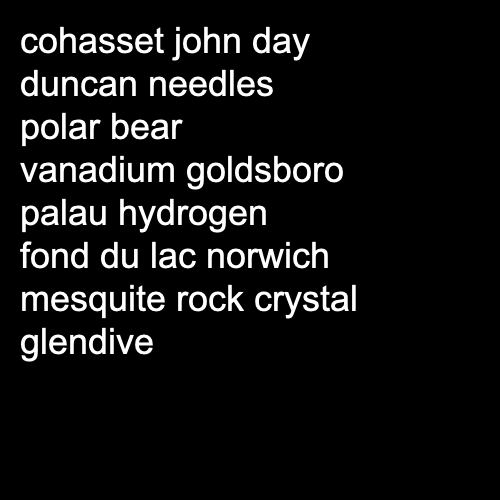 cohasset john day
duncan needles
polar bear
vanadium goldsboro
palau hydrogen
fond du lac norwich
mesquite rock crystal
glendive